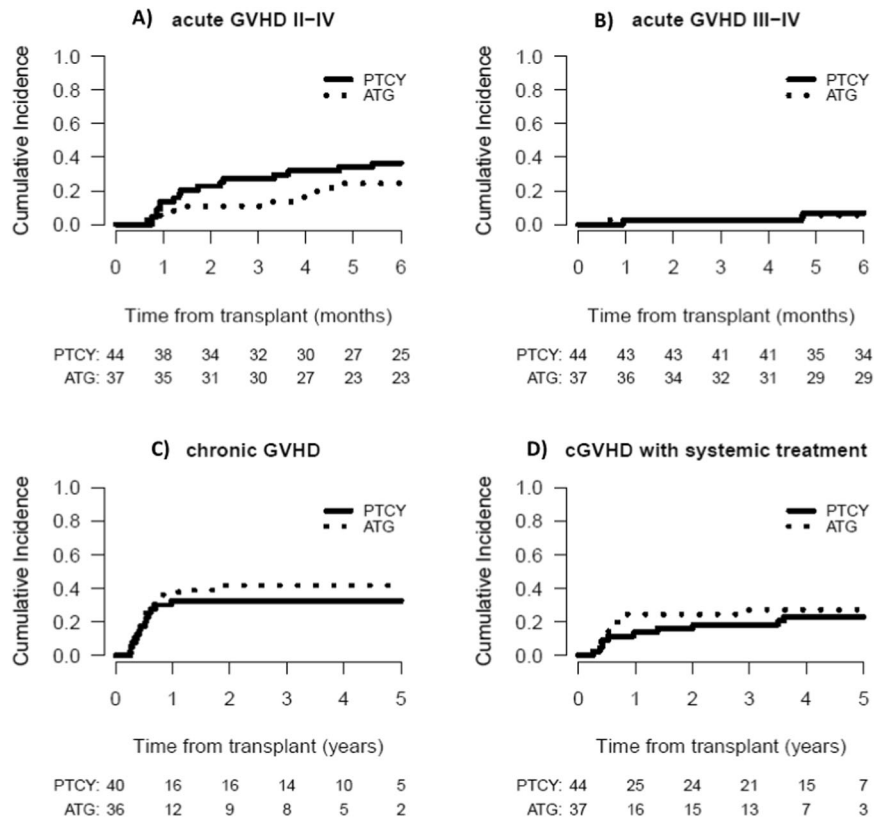 A) acute GVHD II–IV
Cumulative Incidence
1.0
0.8
0.6
0.4
0.2
0.0
PTCY
ATG
0 1 2 3 4 5 6
Time from transplant (months)
PTCY: 44 38 34 32 30 27 25
ATG: 37 35 31 30 27 23 23
B) acute GVHD III–IV
Cumulative Incidence
1.0
0.8
0.6
0.4
0.2
0.0
PTCY
ATG
0 1 2 3 4 5 6
Time from transplant (months)
PTCY: 44 43 43 41 41 35 34
ATG: 37 36 34 32 31 29 29
C) chronic GVHD
Cumulative Incidence
1.0
0.8
0.6
0.4
0.2
0.0
PTCY
ATG
0 1 2 3 4 5
Time from transplant (years)
PTCY: 40 16 16 14 10 5
ATG: 36 12 9 8 5 2
D) cGVHD with systemic treatment
Cumulative Incidence
1.0
0.8
0.6
0.4
0.2
0.0
PTCY
ATG
0 1 2 3 4 5
Time from transplant (years)
PTCY: 44 25 24 21 15 7
ATG: 37 16 15 13 7 3